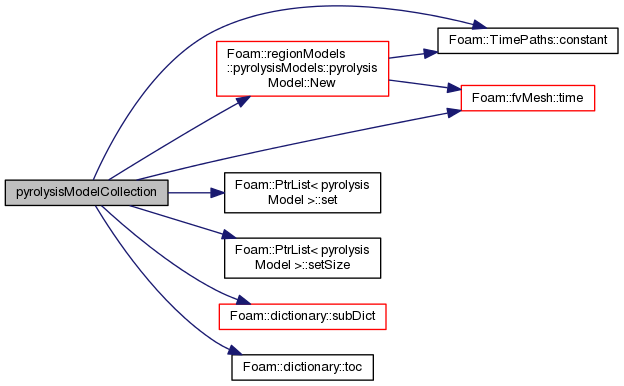 Foam::TimePaths::constant
Foam::regionModels
::pyrolysisModels::pyrolysis
Model::New
Foam::fvMesh::time
pyrolysisModelCollection
Foam::PtrList< pyrolysis
Model >::set
Foam::PtrList< pyrolysis
Model >::setSize
Foam::dictionary::subDict
Foam::dictionary::toc